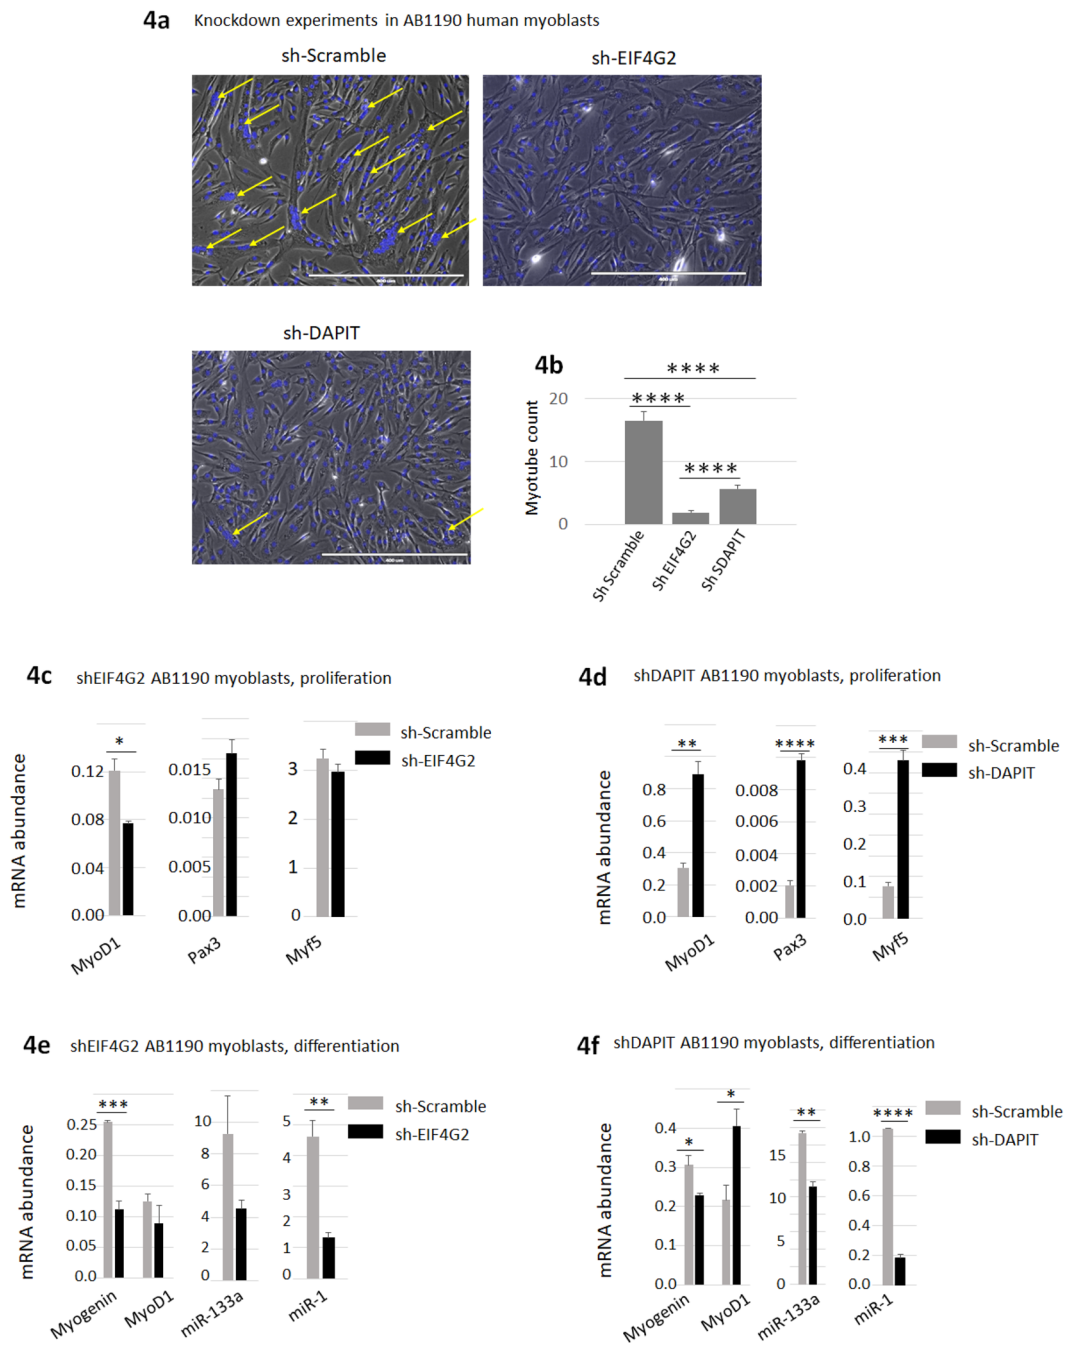 4a Knockdown experiments in AB1190 human myoblasts
sh-Scramble
sh-EIF4G2
400 um
400 um
sh-DAPIT
400 um
4b
****
****
****
20
10
0
Myotube count
Sh Scramble
Sh EIF4G2
Sh SDAPIT
4c shEIF4G2 AB1190 myoblasts, proliferation
mRNA abundance
*
0.12
0.08
0.04
0.00
MyoD1
0.015
0.010
0.005
0.00
Pax3
3
2
1
0
Myf5
sh-Scramble
sh-EIF4G2
4d shDAPIT AB1190 myoblasts, proliferation
mRNA abundance
**
0.8
0.6
0.4
0.2
0.0
MyoD1
****
0.008
0.006
0.004
0.002
0.00
Pax3
***
0.4
0.3
0.2
0.1
0.0
Myf5
sh-Scramble
sh-DAPIT
4e shEIF4G2 AB1190 myoblasts, differentiation
mRNA abundance
***
0.25
0.20
0.15
0.10
0.05
0.0
Myogenin
MyoD1
10
8
6
4
2
0
miR-133a
**
5
4
3
2
1
0
miR-1
sh-Scramble
sh-EIF4G2
4f shDAPIT AB1190 myoblasts, differentiation
mRNA abundance
*
*
0.4
0.3
0.2
0.1
0.0
Myogenin
MyoD1
**
15
10
5
0
miR-133a
****
1.0
0.8
0.6
0.4
0.2
0.0
miR-1
sh-Scramble
sh-DAPIT